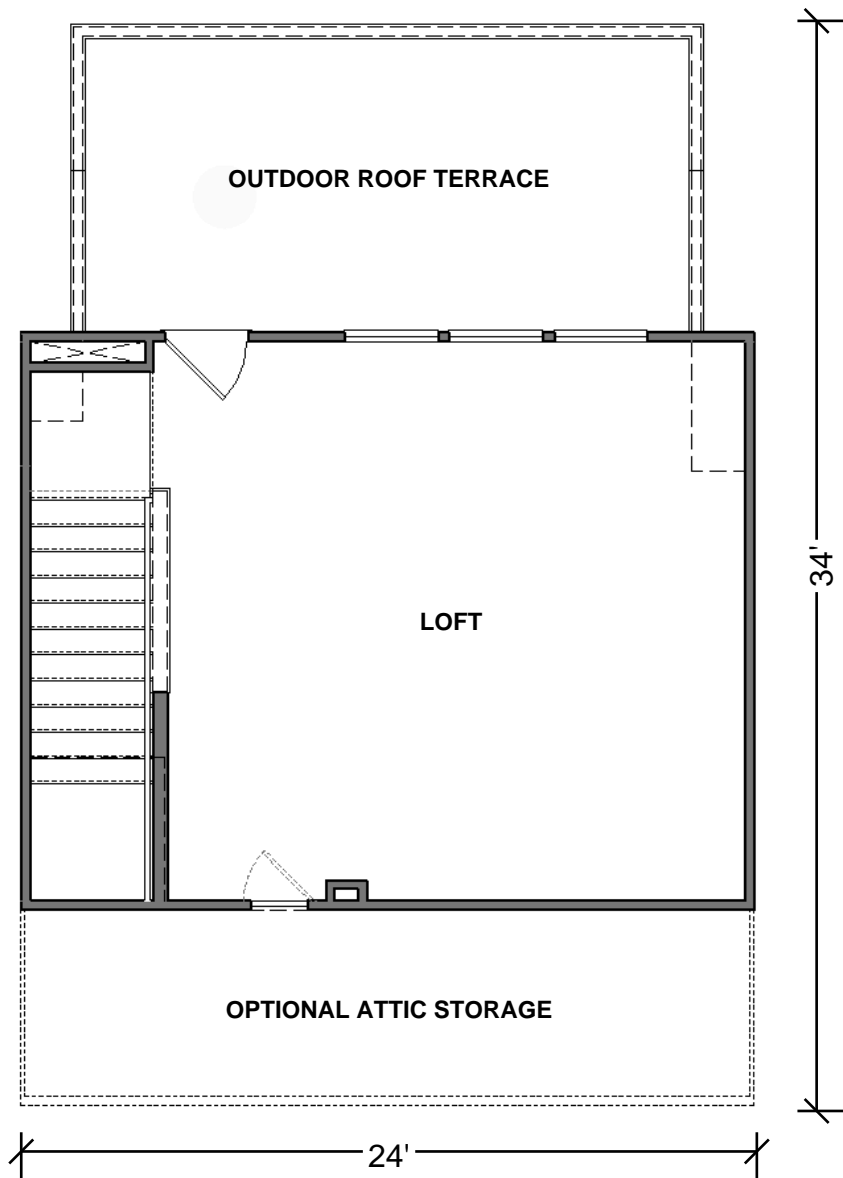 OUTDOOR ROOF TERRACE
34'
LOFT
OPTIONAL ATTIC STORAGE
24'